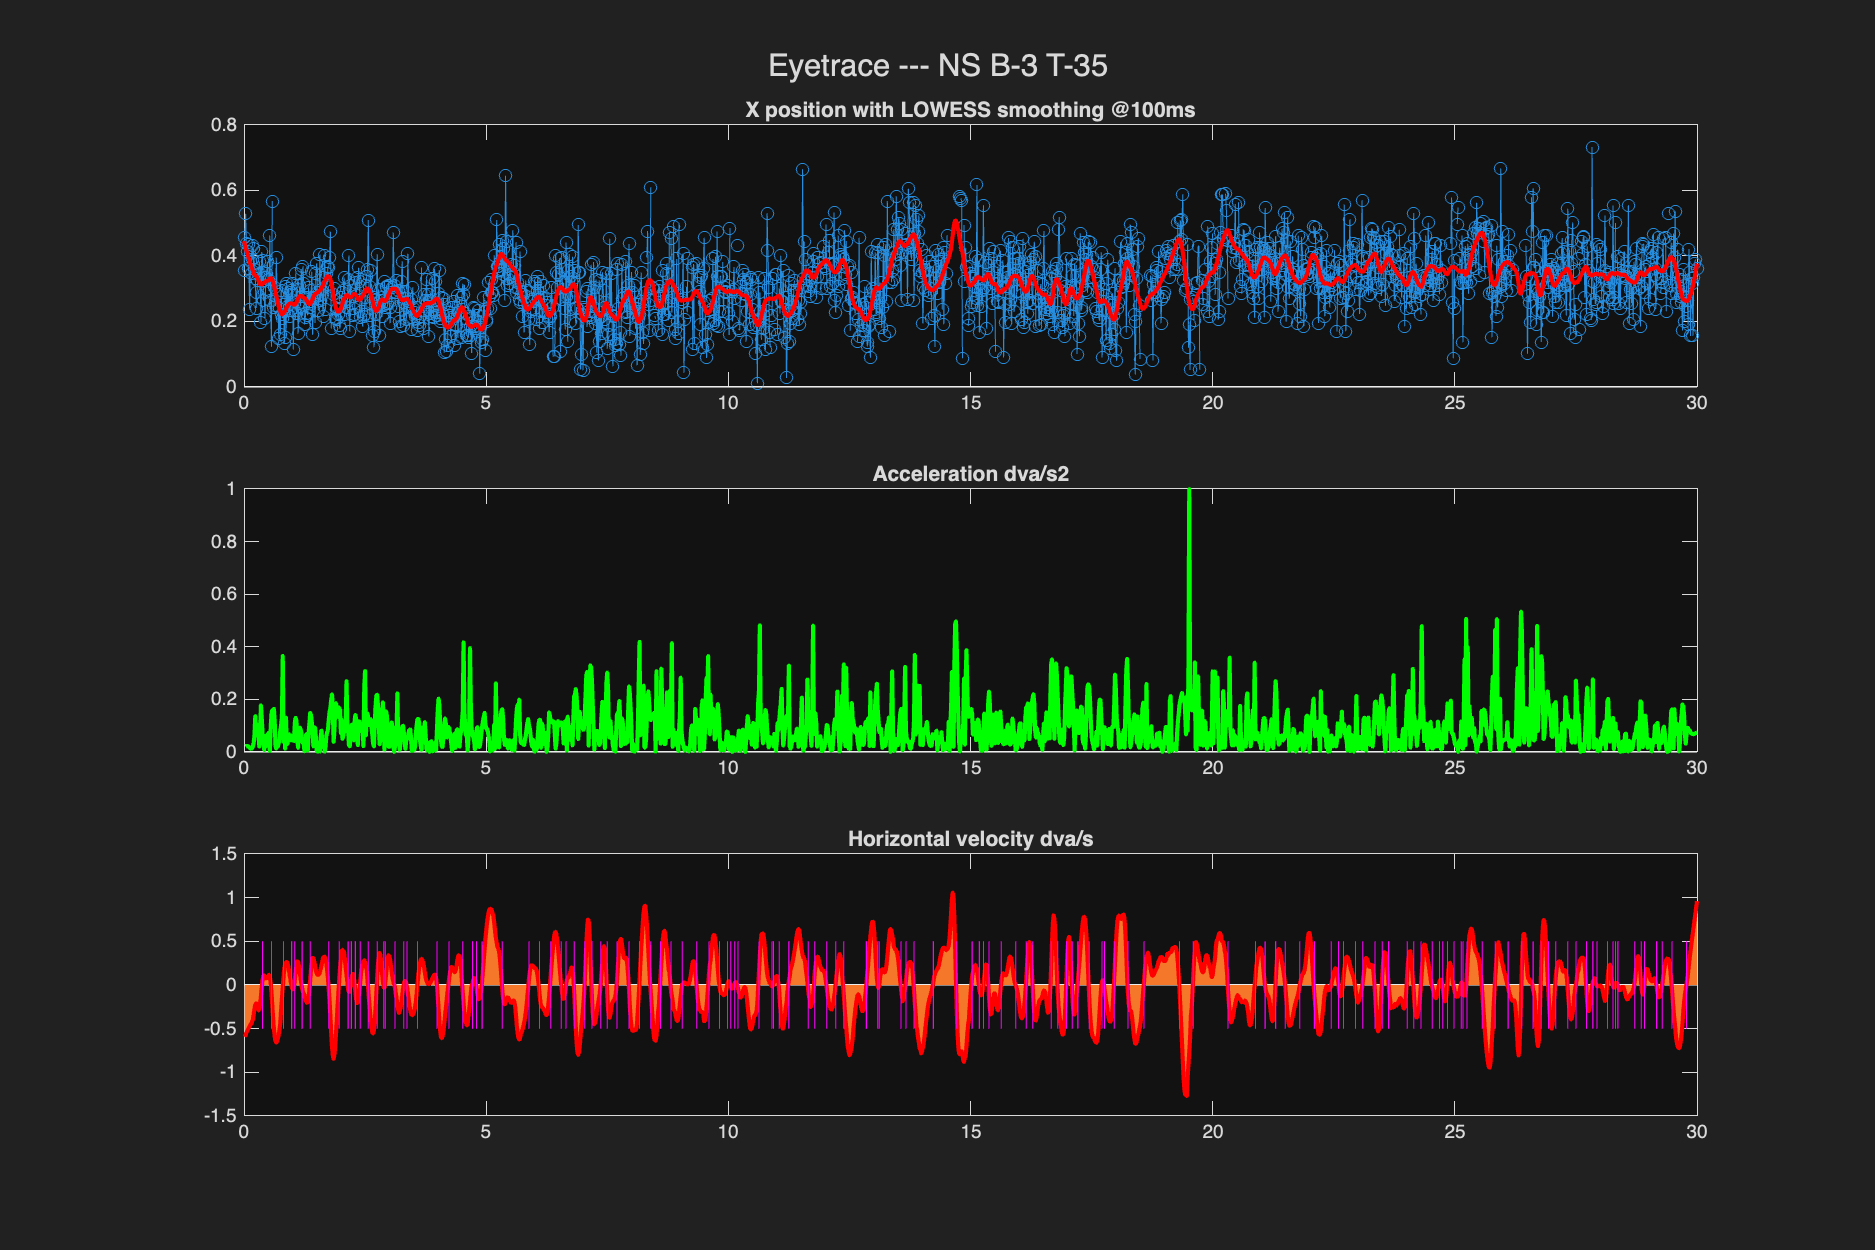 Eyetrace --- NS B-3 T-35
X position with LOWESS smoothing @100ms
0.8
0.6
0.4
0.2
0
0 5 10 15 20 25 30
Acceleration dva/s2
1
0.8
0.6
0.4
0.2
0
0 5 10 15 20 25 30
Horizontal velocity dva/s
1.5
1
0.5
0
-0.5
-1
-1.5
0 5 10 15 20 25 30